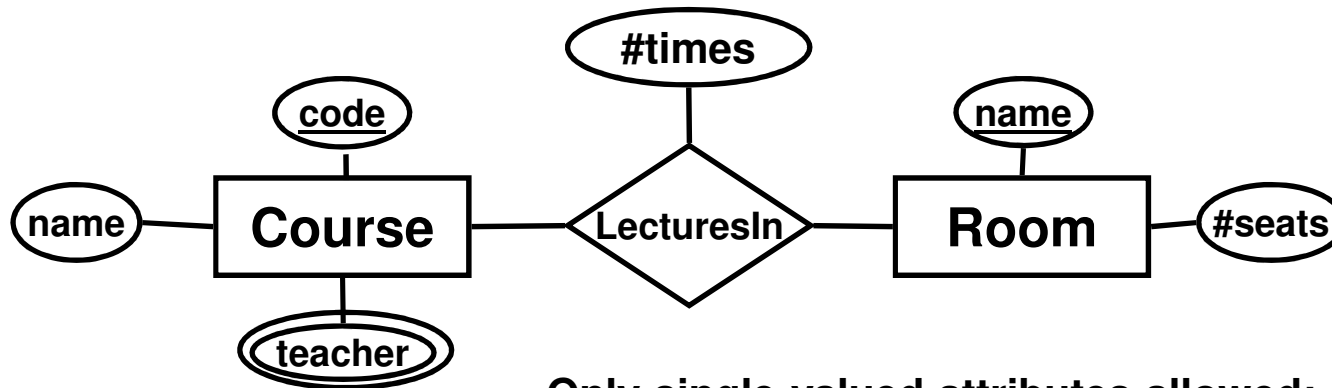 #times
code
name
name
Course
LecturesIn
Room
#seats
teacher
Only single valued attributes allowed: